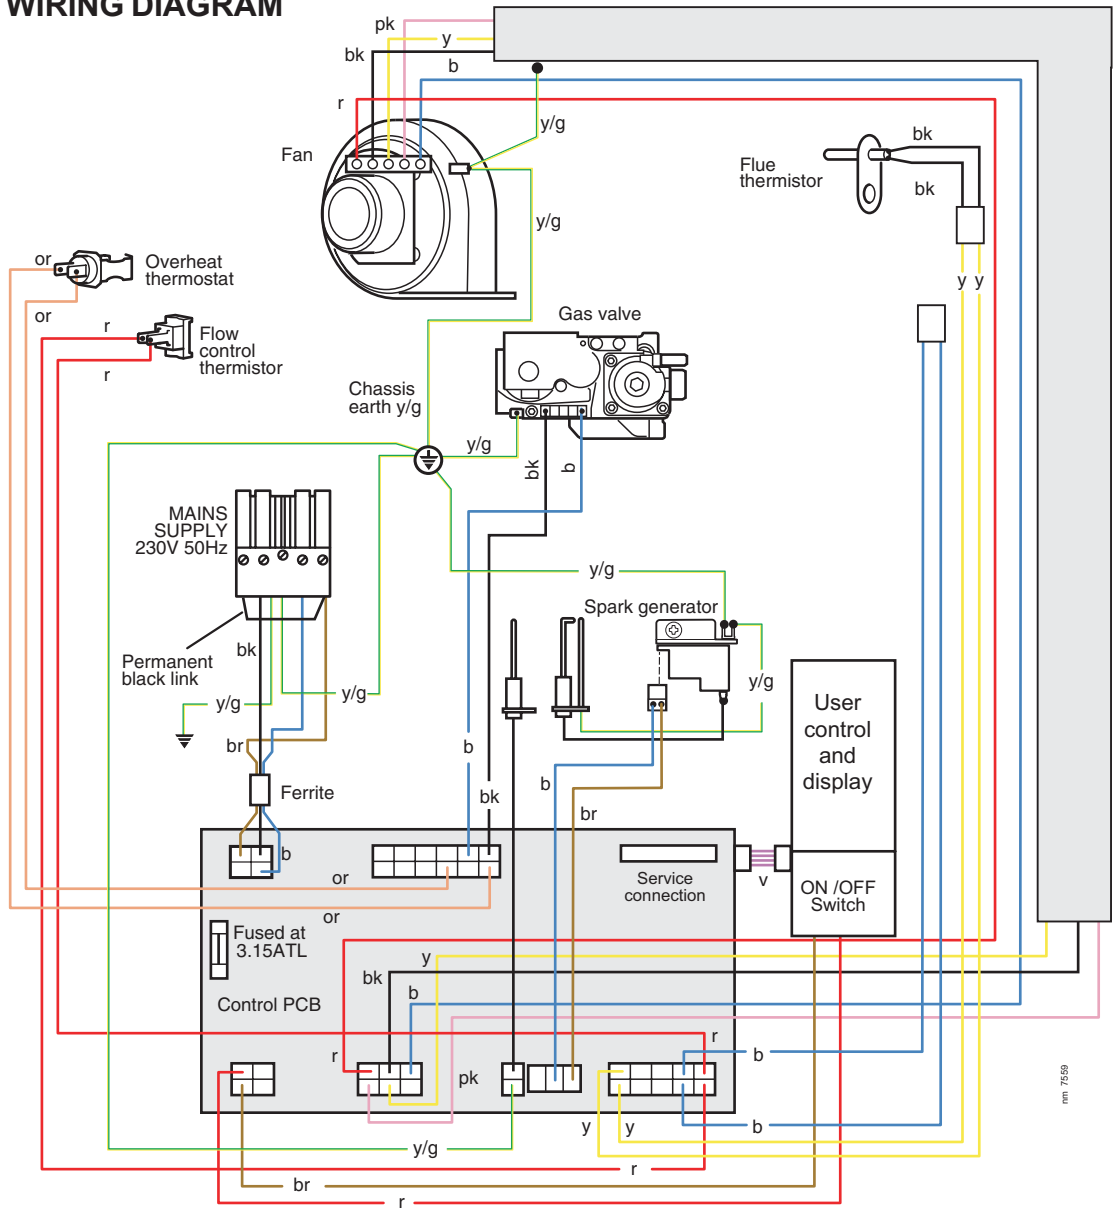 WIRING DIAGRAM
pk
y
bk
b
r
y/g
Fan
bk
Flue
thermistor
bk
y/g
or
Overheat
thermostat
y y
or
r
Flow
control
thermistor
r
Gas valve
Chassis
earth y/g
y/g
bk
b
MAINS
SUPPLY
230V 50Hz
y/g
Spark generator
bk
Permanent
black link
y/g
y/g
y/g
User
control
and
display
br
b
b
Ferrite
bk
br
b
or
Service
connection
v
ON /OFF
Switch
or
Fused at
3.15ATL
y
bk
b
Control PCB
r
r
b
pk
nm 7559
y
y
b
y/g
r
br
r